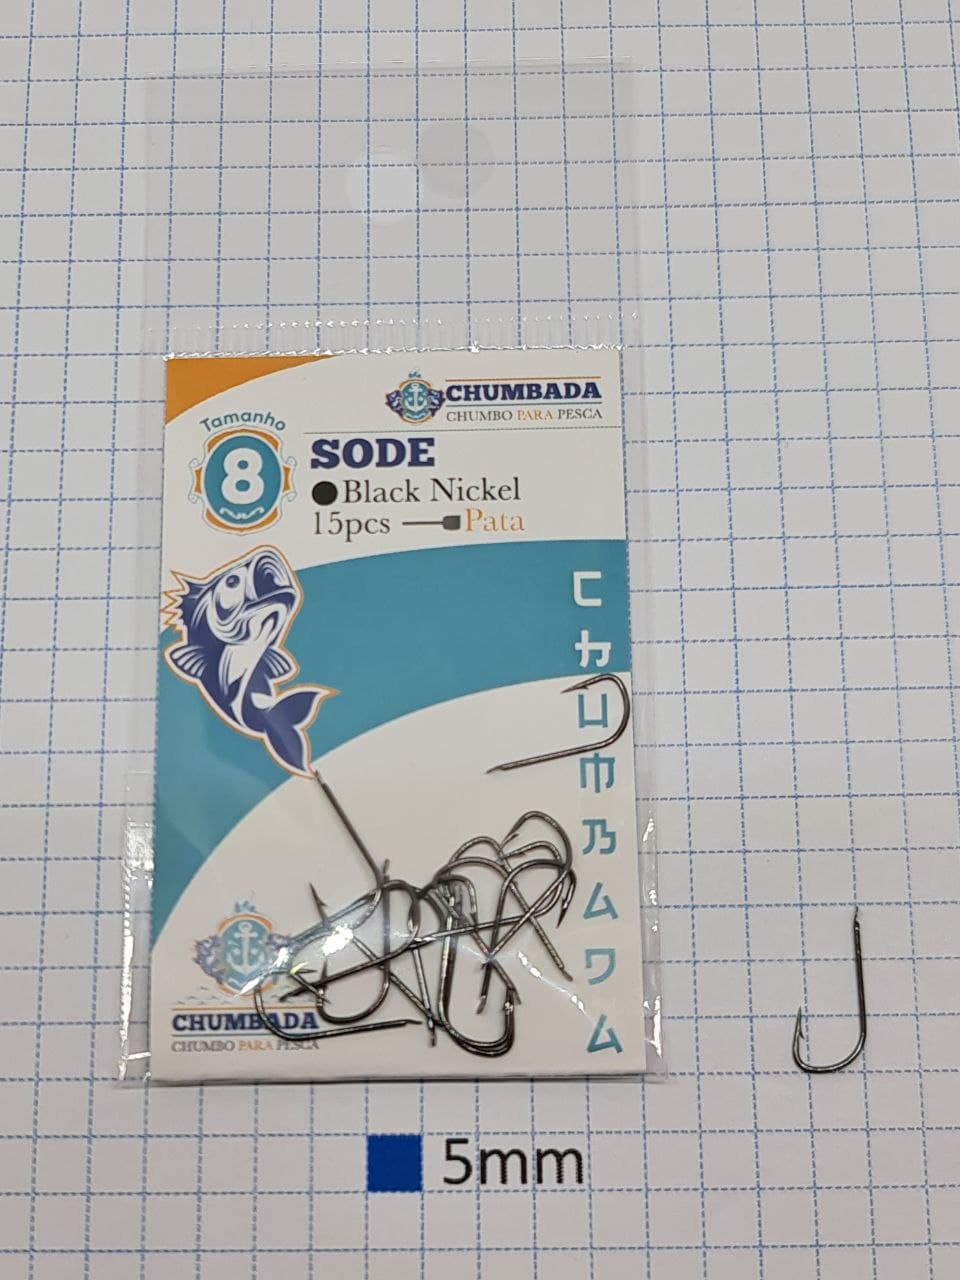 CHUMBADA
CHUMBO PARA PESCA
Tamanho
8
SODE
Black Nickel
15pcs Pata
CHUMBADA
CHUMBADA
CHUMBO PARA PESCA
5mm